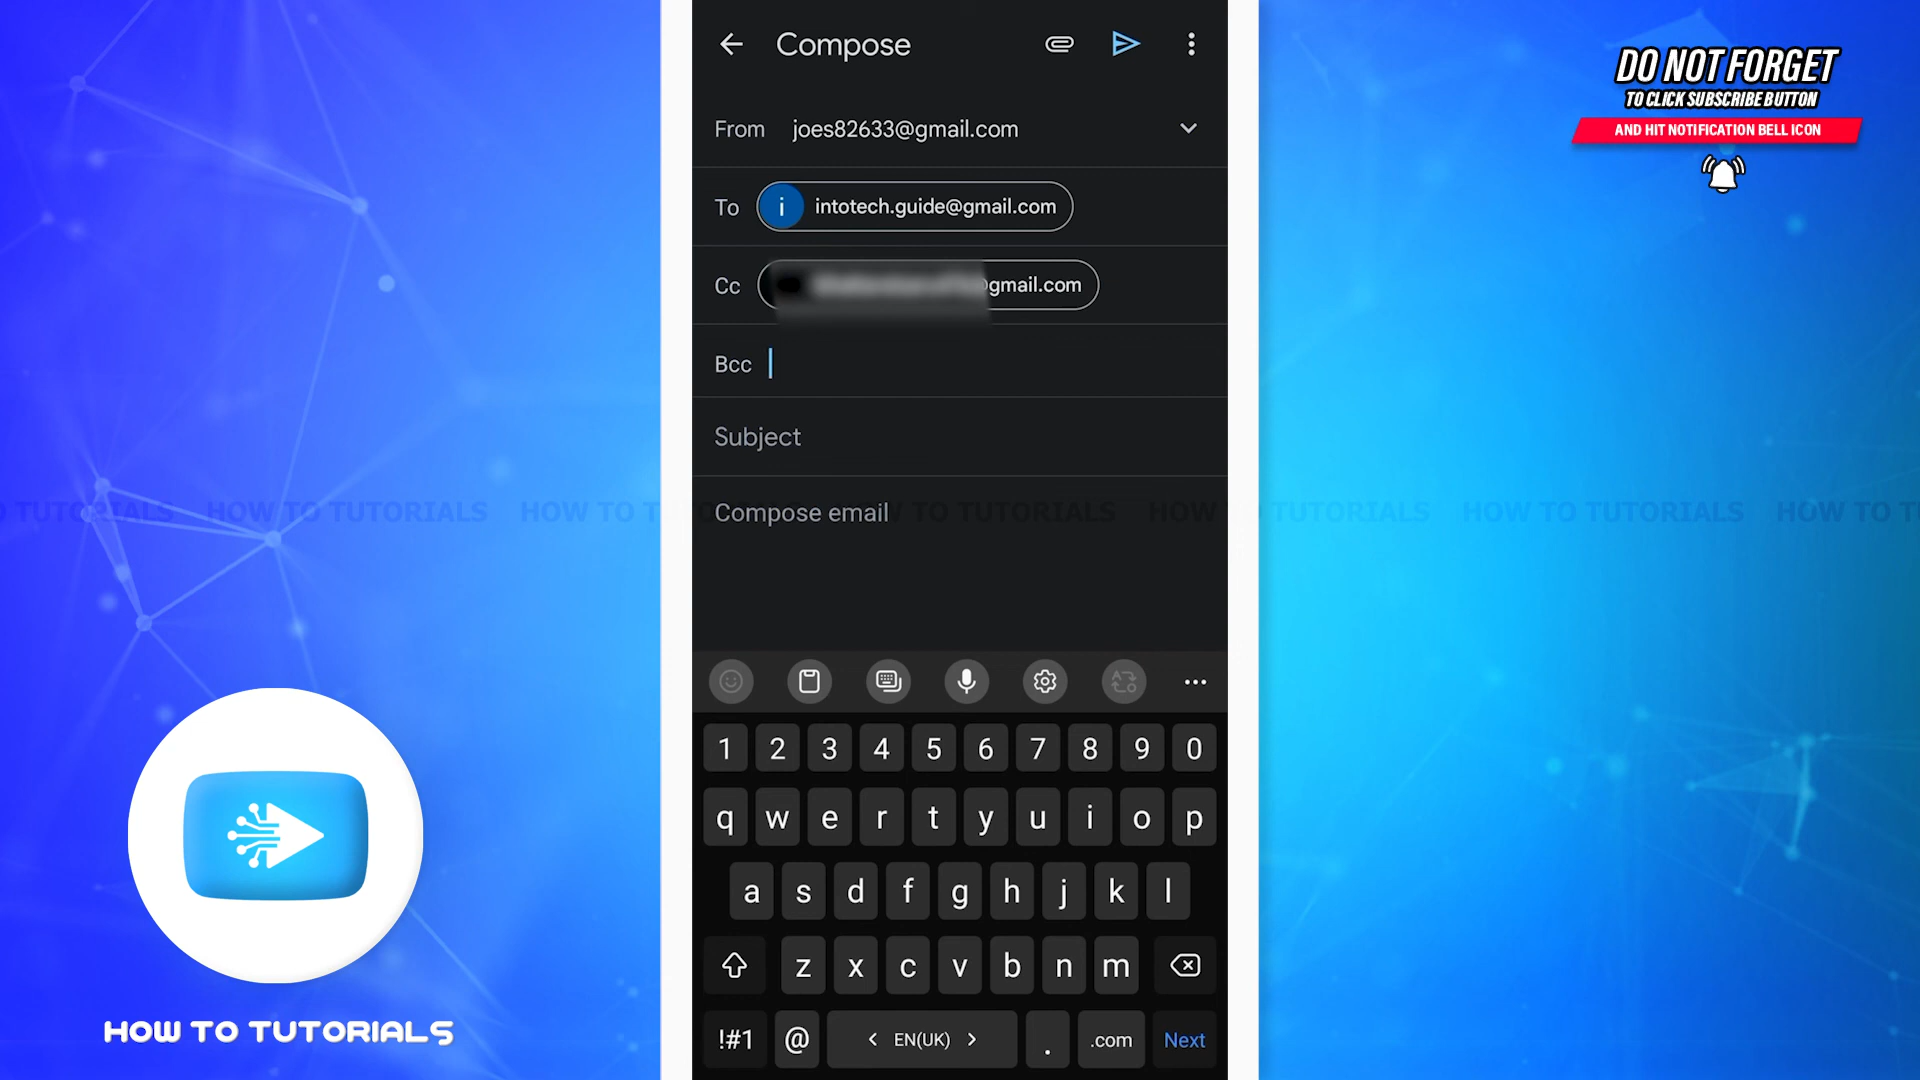 Compose
From joes82633@gmail.com
To i intotech.guide@gmail.com
Cc @gmail.com
Bcc
Subject
Compose email
TUTORIALS HOW TO TUTORIALS HOW TO TUTORIALS HOW TO TUTORIALS HOW TO TUTORIALS HOW TO
1 2 3 4 5 6 7 8 9 0
q w e r t y u i o p
a s d f g h j k l
z x c v b n m
!#1 @ < EN(UK) > . .com Next
DO NOT FORGET
TO CLICK SUBSCRIBE BUTTON
AND HIT NOTIFICATION BELL ICON
HOW TO TUTORIALS